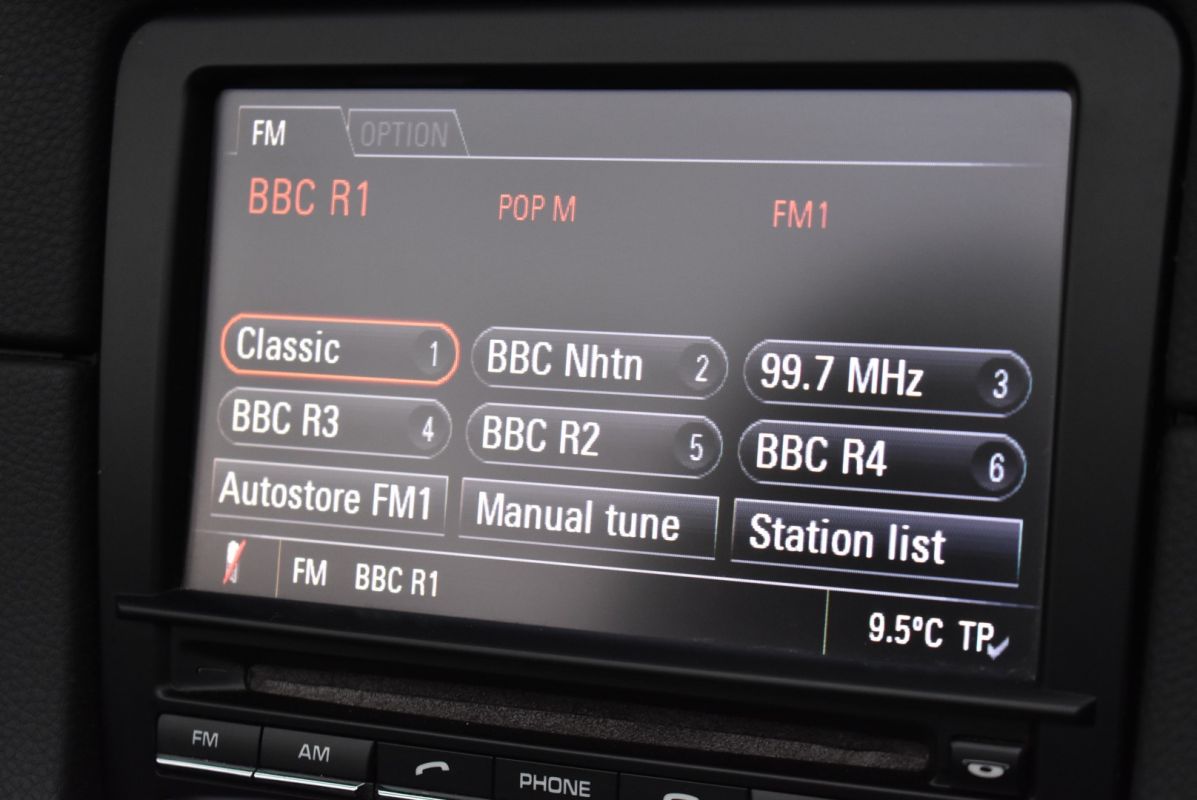 FM OPTION
BBC R1 POP M FM1
Classic 1 BBC Nhtn 2 99.7 MHz 3
BBC R3 4 BBC R2 5 BBC R4 6
Autostore FM1 Manual tune Station list
FM BBC R1
9.5ºC TP
FM AM PHONE